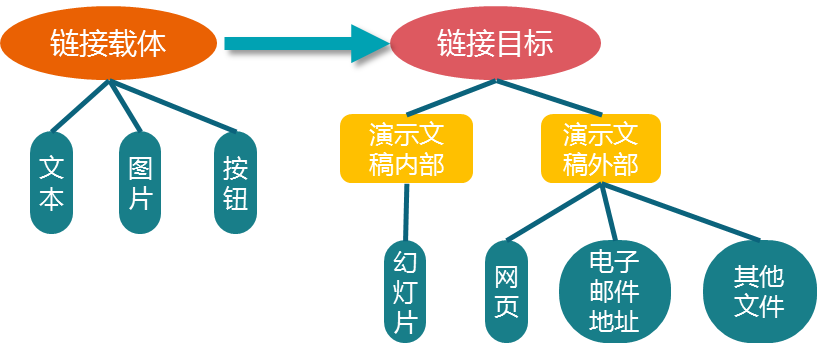 链接载体
链接目标
文
本
图
片
按
钮
演示文
稿内部
演示文
稿外部
幻
灯
片
网
页
电子
邮件
地址
其他
文件